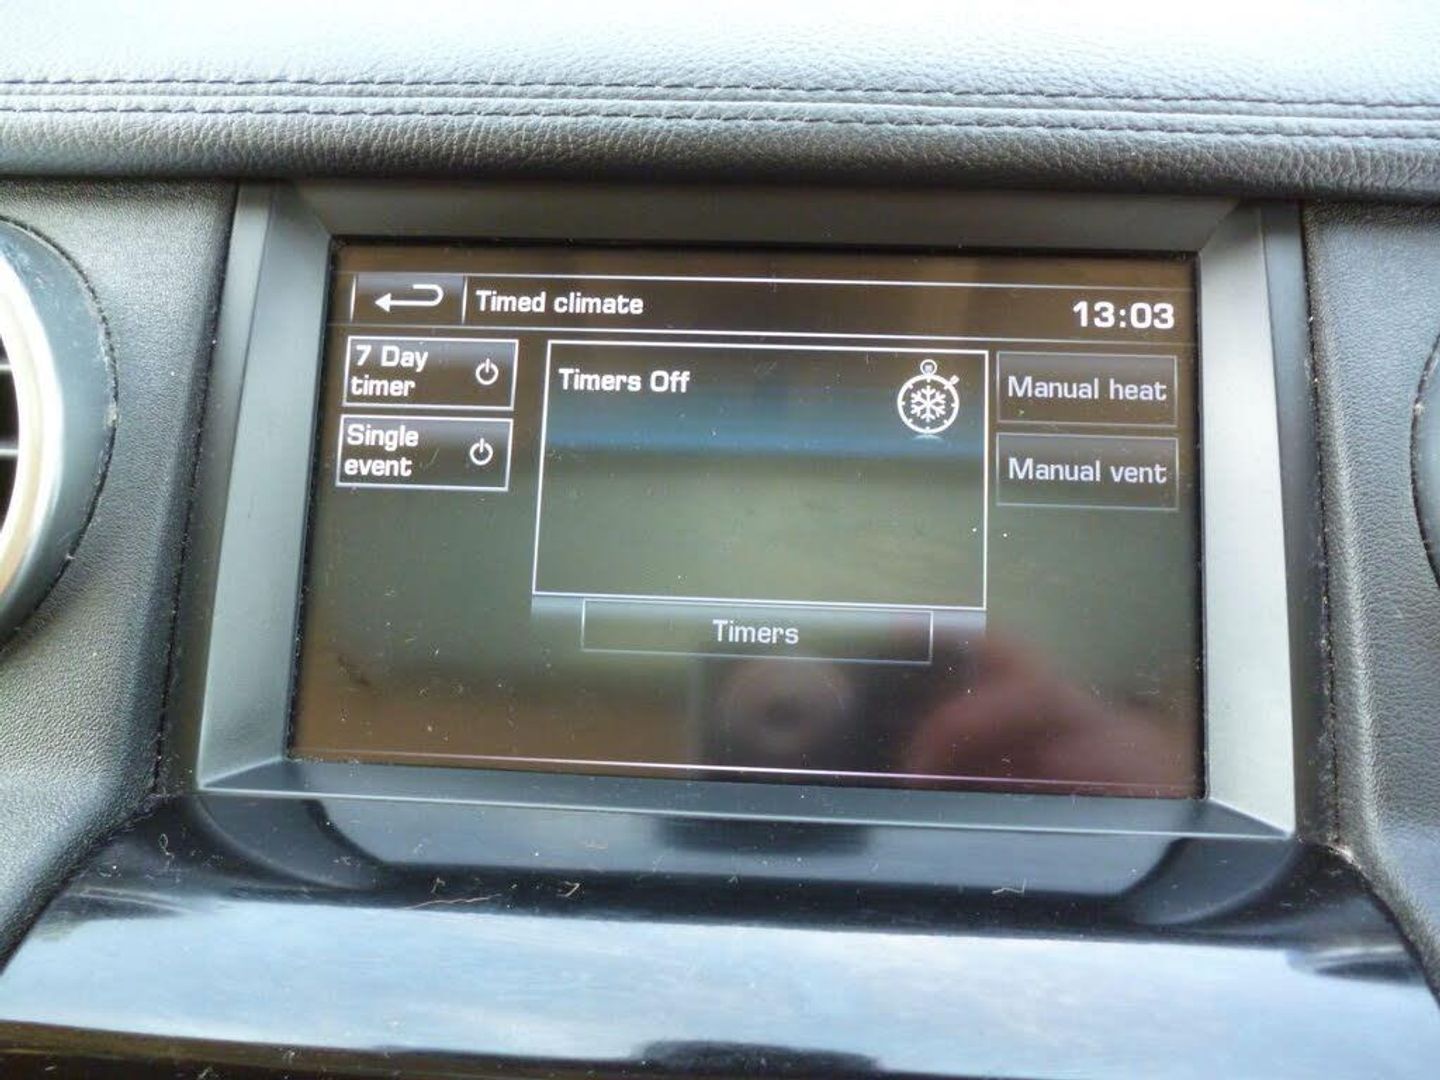 Timed climate
13:03
7 Day
timer
Single
event
Timers Off
Manual heat
Manual vent
Timers